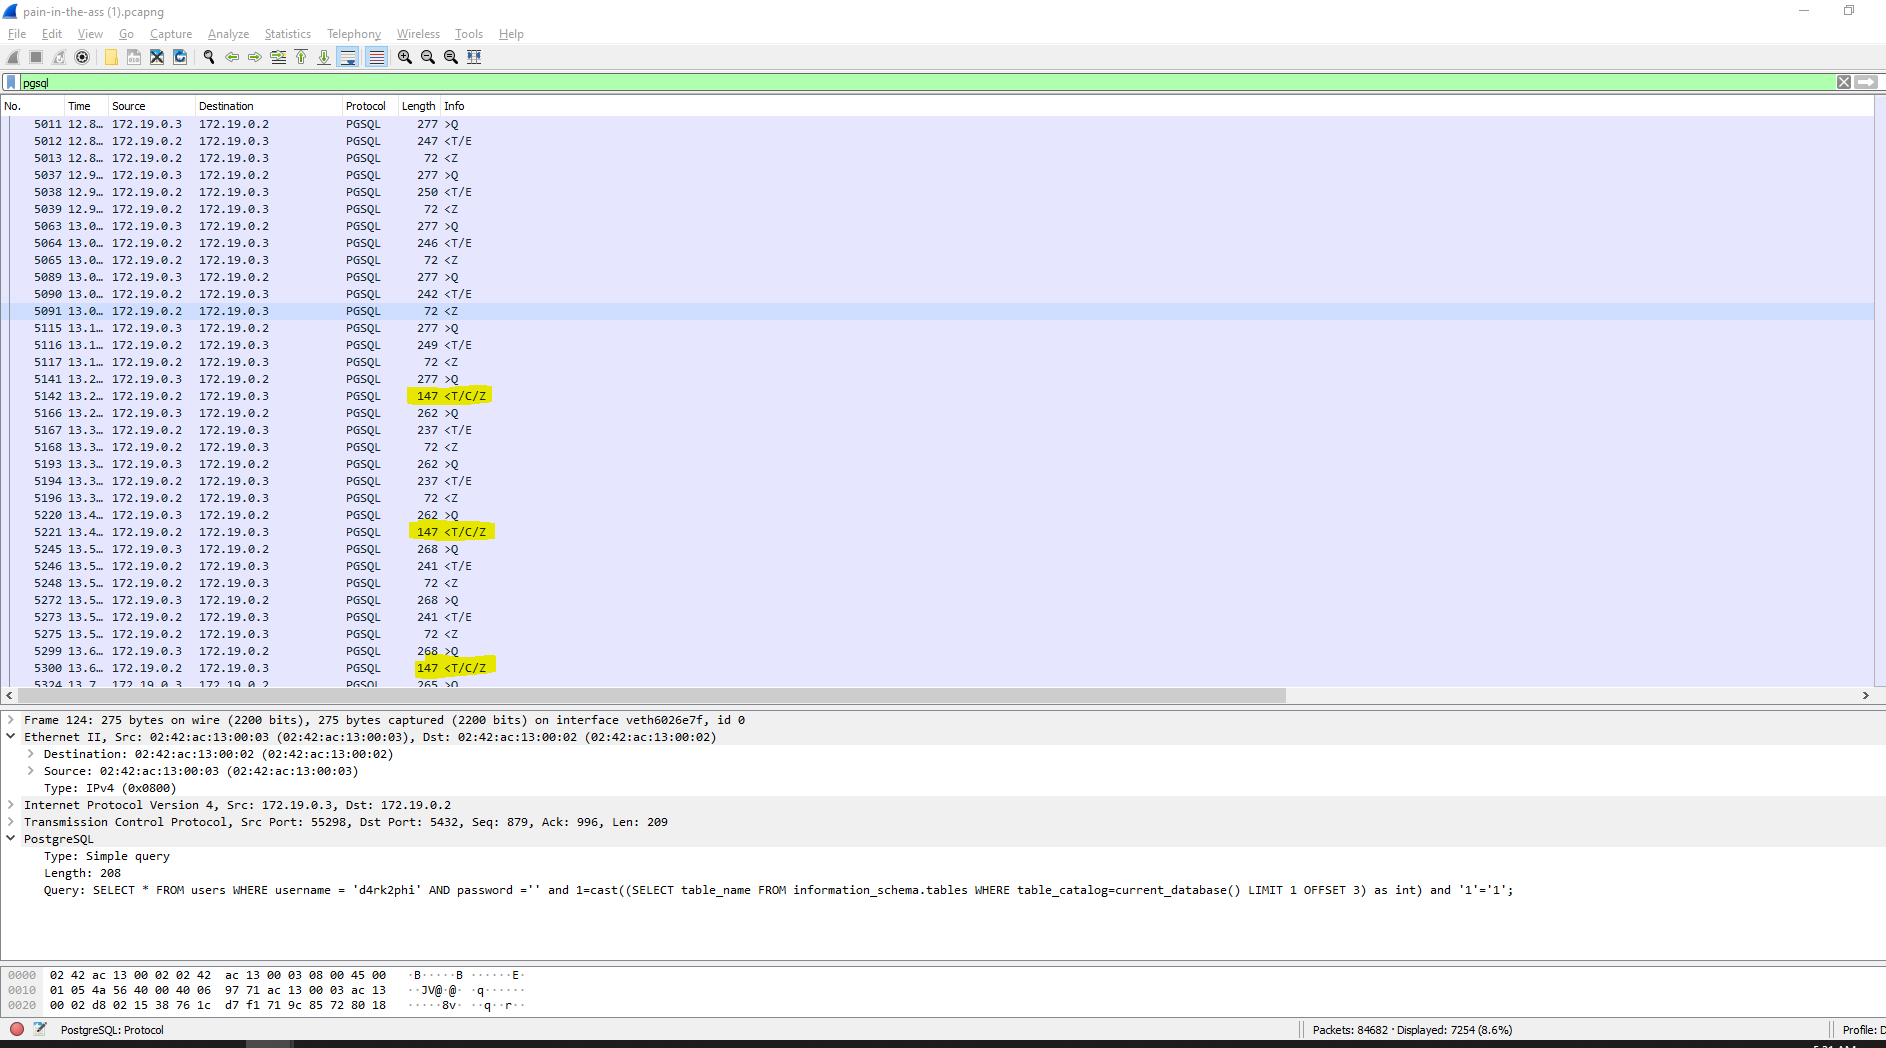 pain-in-the-ass (1).pcapng
File Edit View Go Capture Analyze Statistics Telephony Wireless Tools Help
pgsql
No. Time Source Destination Protocol Length Info
5011 12.8… 172.19.0.3 172.19.0.2 PGSQL 277 >Q
5012 12.8… 172.19.0.2 172.19.0.3 PGSQL 247 <T/E
5013 12.8… 172.19.0.2 172.19.0.3 PGSQL 72 <Z
5037 12.9… 172.19.0.3 172.19.0.2 PGSQL 277 >Q
5038 12.9… 172.19.0.2 172.19.0.3 PGSQL 250 <T/E
5039 12.9… 172.19.0.2 172.19.0.3 PGSQL 72 <Z
5063 13.0… 172.19.0.3 172.19.0.2 PGSQL 277 >Q
5064 13.0… 172.19.0.2 172.19.0.3 PGSQL 246 <T/E
5065 13.0… 172.19.0.2 172.19.0.3 PGSQL 72 <Z
5089 13.0… 172.19.0.3 172.19.0.2 PGSQL 277 >Q
5090 13.0… 172.19.0.2 172.19.0.3 PGSQL 242 <T/E
5091 13.0… 172.19.0.2 172.19.0.3 PGSQL 72 <Z
5115 13.1… 172.19.0.3 172.19.0.2 PGSQL 277 >Q
5116 13.1… 172.19.0.2 172.19.0.3 PGSQL 249 <T/E
5117 13.1… 172.19.0.2 172.19.0.3 PGSQL 72 <Z
5141 13.2… 172.19.0.3 172.19.0.2 PGSQL 277 >Q
5142 13.2… 172.19.0.2 172.19.0.3 PGSQL 147 <T/C/Z
5166 13.2… 172.19.0.3 172.19.0.2 PGSQL 262 >Q
5167 13.3… 172.19.0.2 172.19.0.3 PGSQL 237 <T/E
5168 13.3… 172.19.0.2 172.19.0.3 PGSQL 72 <Z
5193 13.3… 172.19.0.3 172.19.0.2 PGSQL 262 >Q
5194 13.3… 172.19.0.2 172.19.0.3 PGSQL 237 <T/E
5196 13.3… 172.19.0.2 172.19.0.3 PGSQL 72 <Z
5220 13.4… 172.19.0.3 172.19.0.2 PGSQL 262 >Q
5221 13.4… 172.19.0.2 172.19.0.3 PGSQL 147 <T/C/Z
5245 13.5… 172.19.0.3 172.19.0.2 PGSQL 268 >Q
5246 13.5… 172.19.0.2 172.19.0.3 PGSQL 241 <T/E
5248 13.5… 172.19.0.2 172.19.0.3 PGSQL 72 <Z
5272 13.5… 172.19.0.3 172.19.0.2 PGSQL 268 >Q
5273 13.5… 172.19.0.2 172.19.0.3 PGSQL 241 <T/E
5275 13.5… 172.19.0.2 172.19.0.3 PGSQL 72 <Z
5299 13.6… 172.19.0.3 172.19.0.2 PGSQL 268 >Q
5300 13.6… 172.19.0.2 172.19.0.3 PGSQL 147 <T/C/Z
5324 13.7… 172.19.0.3 172.19.0.2 PGSQL 265 >Q
Frame 124: 275 bytes on wire (2200 bits), 275 bytes captured (2200 bits) on interface veth6026e7f, id 0
Ethernet II, Src: 02:42:ac:13:00:03 (02:42:ac:13:00:03), Dst: 02:42:ac:13:00:02 (02:42:ac:13:00:02)
Destination: 02:42:ac:13:00:02 (02:42:ac:13:00:02)
Source: 02:42:ac:13:00:03 (02:42:ac:13:00:03)
Type: IPv4 (0x0800)
Internet Protocol Version 4, Src: 172.19.0.3, Dst: 172.19.0.2
Transmission Control Protocol, Src Port: 55298, Dst Port: 5432, Seq: 879, Ack: 996, Len: 209
PostgreSQL
Type: Simple query
Length: 208
Query: SELECT * FROM users WHERE username = 'd4rk2phi' AND password ='' and 1=cast((SELECT table_name FROM information_schema.tables WHERE table_catalog=current_database() LIMIT 1 OFFSET 3) as int) and '1'='1';
0000 02 42 ac 13 00 02 02 42 ac 13 00 03 08 00 45 00 ·B·····B ······E·
0010 01 05 4a 56 40 00 40 06 97 71 ac 13 00 03 ac 13 ··JV@·@· ·q······
0020 00 02 d8 02 15 38 76 1c d7 f1 71 9c 85 72 80 18 ·····8v· ··q··r··
PostgreSQL: Protocol
Packets: 84682 · Displayed: 7254 (8.6%)
Profile: D